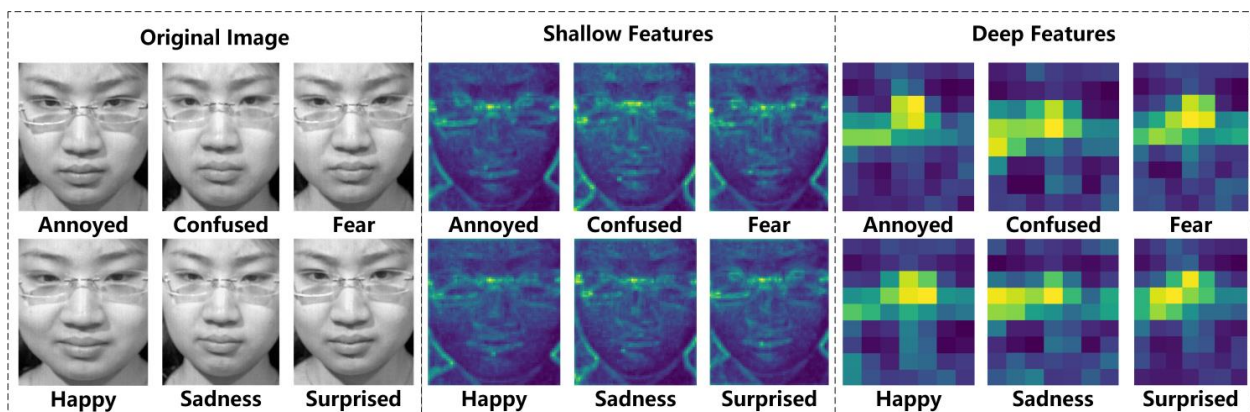 Original Image
Shallow Features
Deep Features
Annoyed Confused Fear
Annoyed Confused Fear
Annoyed Confused Fear
Happy Sadness Surprised
Happy Sadness Surprised
Happy Sadness Surprised